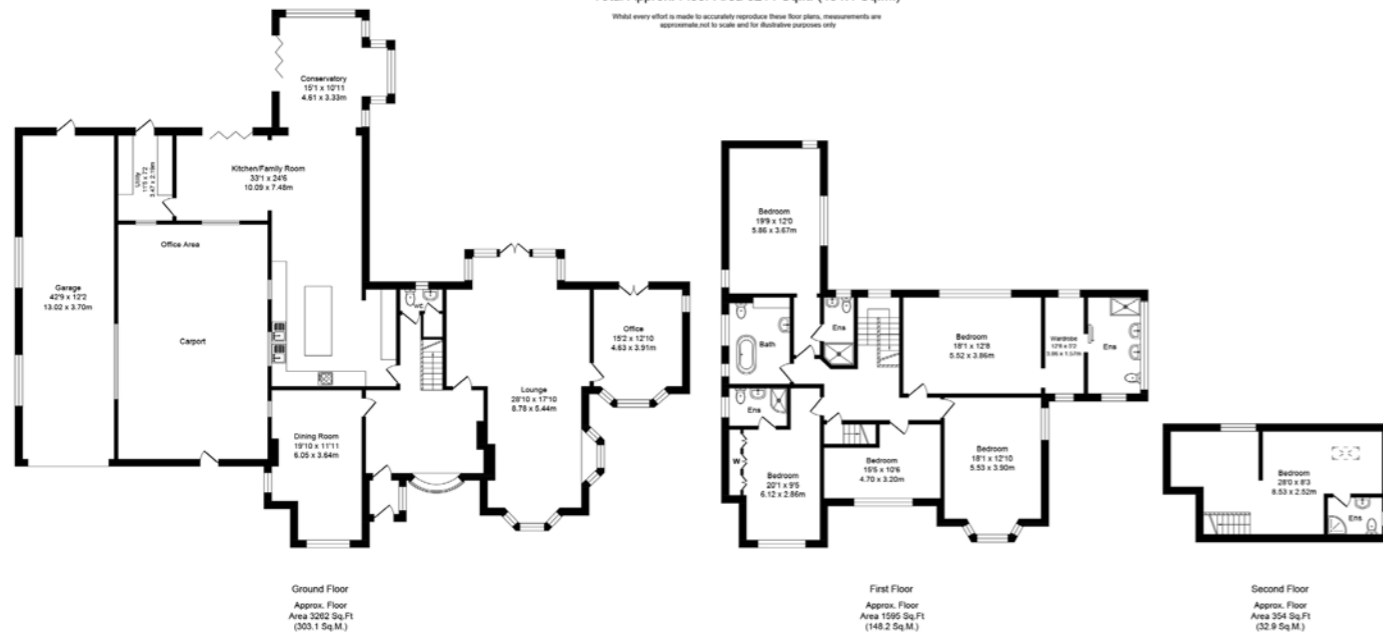 Whilst every effort is made to accurately reproduce these floor plans, measurements are
approximate,not to scale and for illustrative purposes only
Conservatory
15'1 x 10'11
4.61 x 3.33m
Utility
3.47 x 2.19m
Kitchen/Family Room
33'1 x 24'6
10.09 x 7.48m
Office Area
Garage
42'9 x 12'2
13.02 x 3.70m
Carport
WC
Office
15'2 x 12'10
4.63 x 3.91m
Lounge
28'10 x 17'10
8.78 x 5.44m
Dining Room
19'10 x 11'11
6.05 x 3.64m
Ground Floor
Approx. Floor
Area 3262 Sq.Ft
(303.1 Sq.M.)
Bedroom
19'9 x 12'0
5.86 x 3.67m
Bath
Ens
Bedroom
18'1 x 12'8
5.52 x 3.86m
Wardrobe
Ens
Ens
W
Bedroom
20'1 x 9'5
6.12 x 2.86m
Bedroom
15'5 x 10'6
4.70 x 3.20m
Bedroom
18'1 x 12'10
5.53 x 3.90m
First Floor
Approx. Floor
Area 1595 Sq.Ft
(148.2 Sq.M.)
Bedroom
28'0 x 8'3
8.53 x 2.52m
Ens
Second Floor
Approx. Floor
Area 354 Sq.Ft
(32.9 Sq.M.)